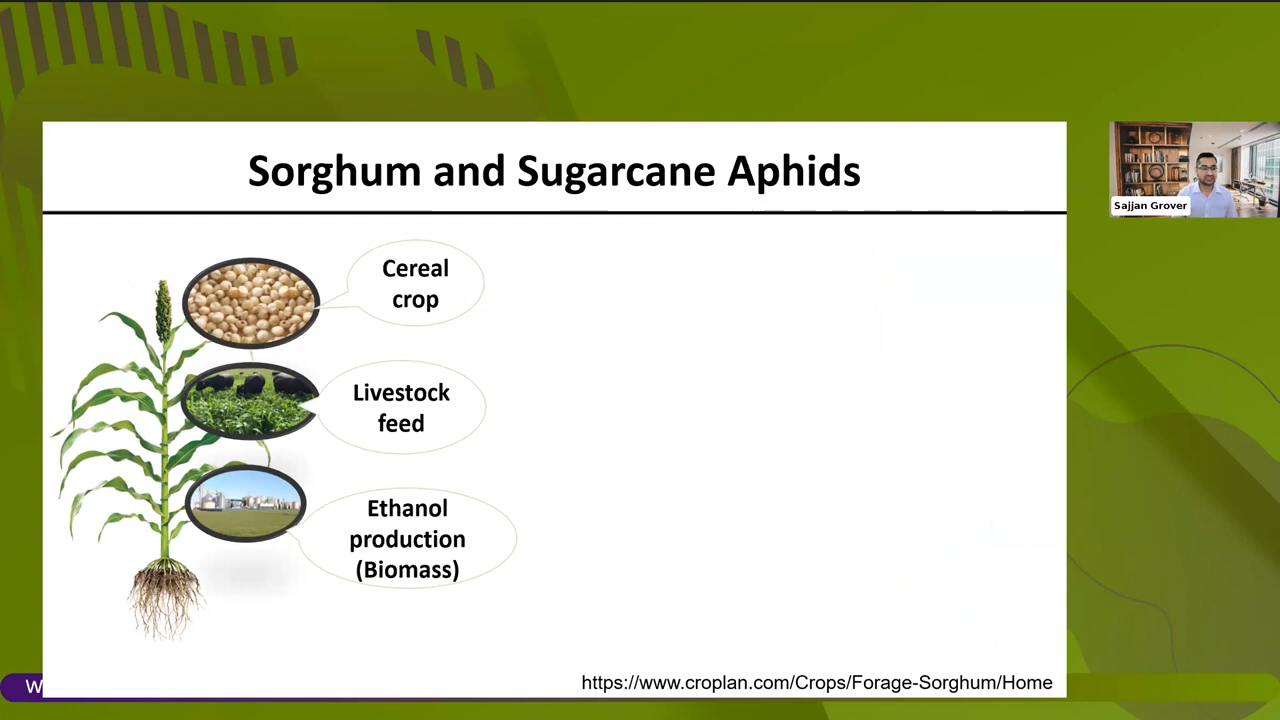 Sorghum and Sugarcane Aphids
Sajjan Grover
Cereal
crop
Livestock
feed
Ethanol
production
(Biomass)
https://www.croplan.com/Crops/Forage-Sorghum/Home
W